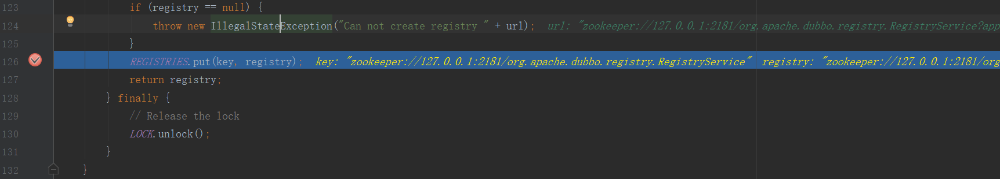 123 if (registry == null) {
124 throw new IllegalStateException("Can not create registry " + url); url: "zookeeper://127.0.0.1:2181/org.apache.dubbo.registry.RegistryService?app
125 }
126 REGISTRIES.put(key, registry); key: "zookeeper://127.0.0.1:2181/org.apache.dubbo.registry.RegistryService" registry: "zookeeper://127.0.0.1:2181/org
127 return registry;
128 } finally {
129 // Release the lock
130 LOCK.unlock();
131 }
132 }